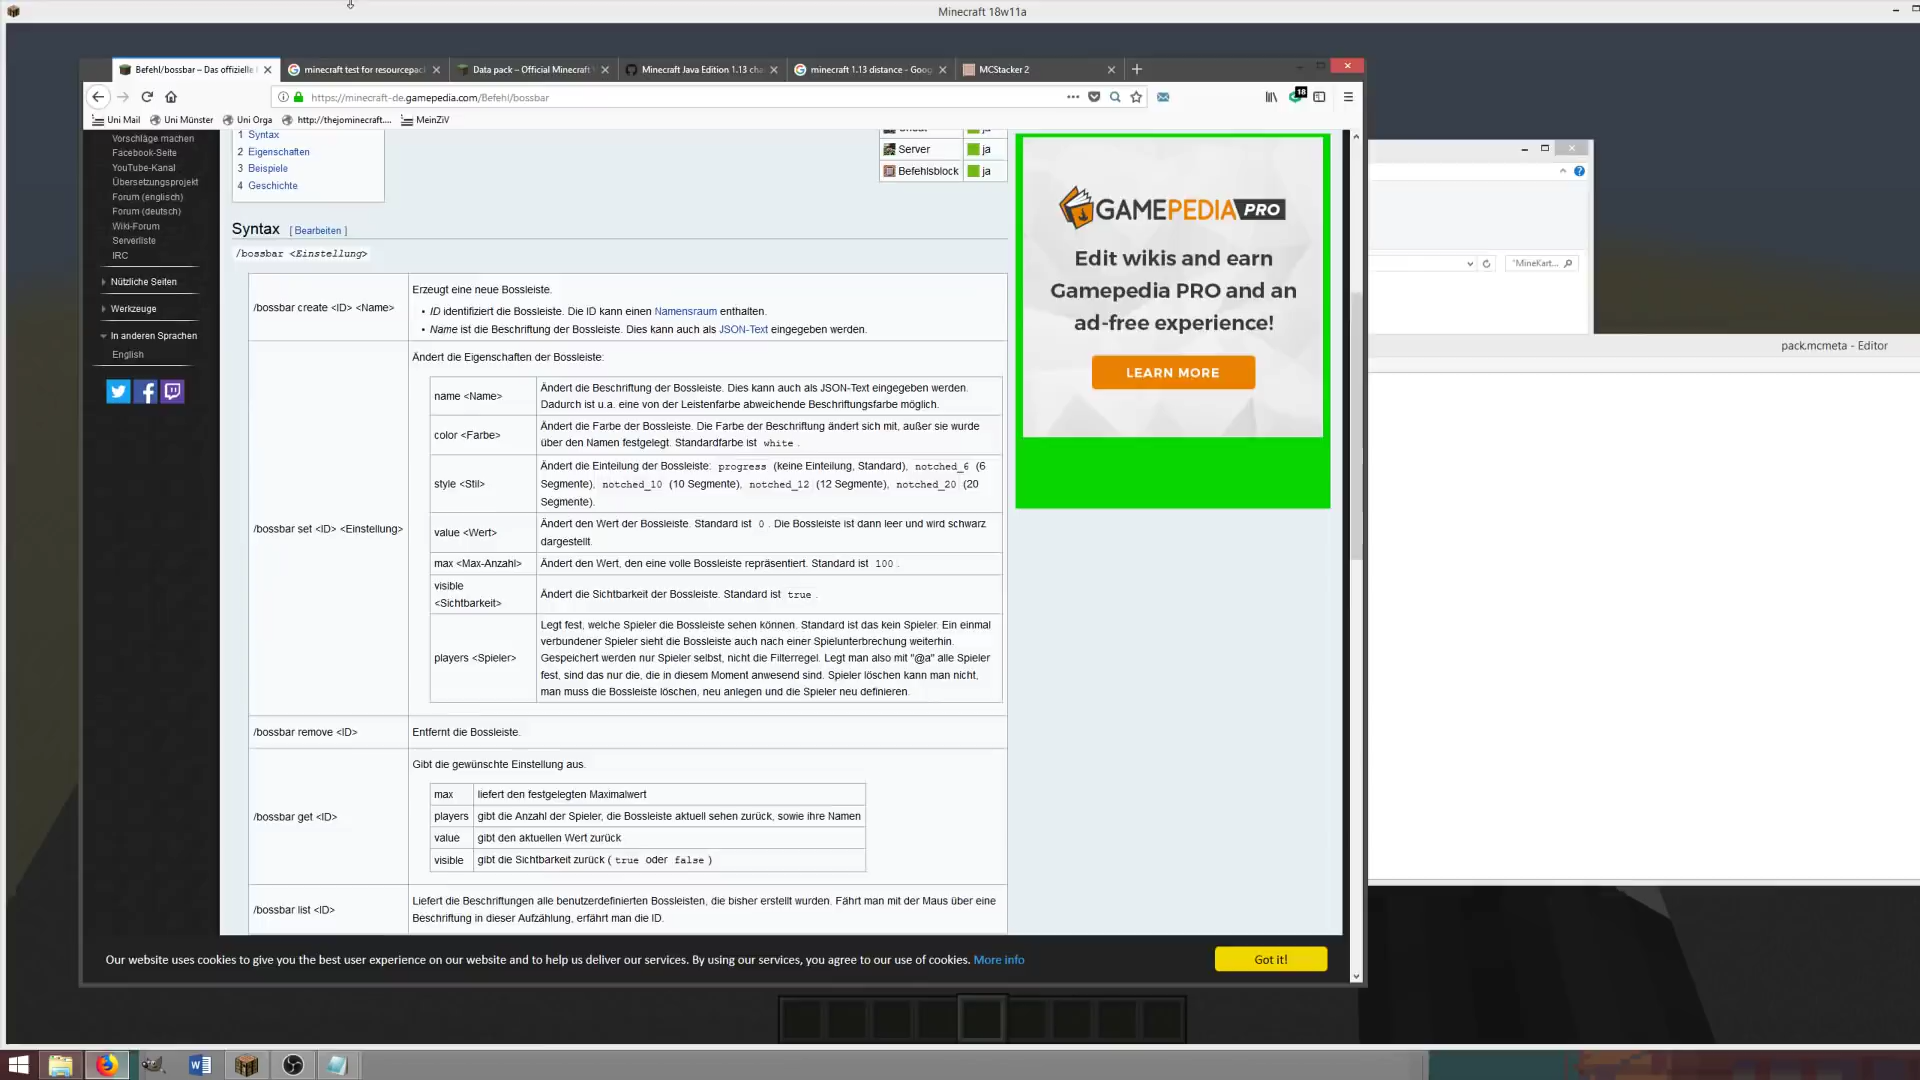 Minecraft 18w11a
Befehl/bossbar – Das offizielle
minecraft test for resourcepac
Data pack – Official Minecraft
Minecraft Java Edition 1.13 cha
minecraft 1.13 distance - Goo
MCStacker 2
https://minecraft-de.gamepedia.com/Befehl/bossbar
18
Uni Mail
Uni Münster
Uni Orga
http://thejominecraft....
MeinZiV
Vorschläge machen
Facebook-Seite
YouTube-Kanal
Übersetzungsprojekt
Forum (englisch)
Forum (deutsch)
Wiki-Forum
Serverliste
IRC
Nützliche Seiten
Werkzeuge
In anderen Sprachen
English
1 Syntax
2 Eigenschaften
3 Beispiele
4 Geschichte
ja
Server ja
Befehlsblock ja
Syntax [ Bearbeiten ]
/bossbar <Einstellung>
/bossbar create <ID> <Name>
Erzeugt eine neue Bossleiste.
• ID identifiziert die Bossleiste. Die ID kann einen Namensraum enthalten.
• Name ist die Beschriftung der Bossleiste. Dies kann auch als JSON-Text eingegeben werden.
/bossbar set <ID> <Einstellung>
Ändert die Eigenschaften der Bossleiste:
name <Name>
Ändert die Beschriftung der Bossleiste. Dies kann auch als JSON-Text eingegeben werden.
Dadurch ist u.a. eine von der Leistenfarbe abweichende Beschriftungsfarbe möglich.
color <Farbe>
Ändert die Farbe der Bossleiste. Die Farbe der Beschriftung ändert sich mit, außer sie wurde
über den Namen festgelegt. Standardfarbe ist white .
style <Stil>
Ändert die Einteilung der Bossleiste: progress (keine Einteilung, Standard), notched_6 (6
Segmente), notched_10 (10 Segmente), notched_12 (12 Segmente), notched_20 (20
Segmente).
value <Wert>
Ändert den Wert der Bossleiste. Standard ist 0 . Die Bossleiste ist dann leer und wird schwarz
dargestellt.
max <Max-Anzahl>
Ändert den Wert, den eine volle Bossleiste repräsentiert. Standard ist 100 .
visible
<Sichtbarkeit>
Ändert die Sichtbarkeit der Bossleiste. Standard ist true .
players <Spieler>
Legt fest, welche Spieler die Bossleiste sehen können. Standard ist das kein Spieler. Ein einmal
verbundener Spieler sieht die Bossleiste auch nach einer Spielunterbrechung weiterhin.
Gespeichert werden nur Spieler selbst, nicht die Filterregel. Legt man also mit "@a" alle Spieler
fest, sind das nur die, die in diesem Moment anwesend sind. Spieler löschen kann man nicht,
man muss die Bossleiste löschen, neu anlegen und die Spieler neu definieren.
/bossbar remove <ID>
Entfernt die Bossleiste.
/bossbar get <ID>
Gibt die gewünschte Einstellung aus.
max liefert den festgelegten Maximalwert
players gibt die Anzahl der Spieler, die Bossleiste aktuell sehen zurück, sowie ihre Namen
value gibt den aktuellen Wert zurück
visible gibt die Sichtbarkeit zurück ( true oder false )
/bossbar list <ID>
Liefert die Beschriftungen alle benutzerdefinierten Bossleisten, die bisher erstellt wurden. Fährt man mit der Maus über eine
Beschriftung in dieser Aufzählung, erfährt man die ID.
GAMEPEDIA PRO
Edit wikis and earn
Gamepedia PRO and an
ad-free experience!
LEARN MORE
"MineKart...
pack.mcmeta - Editor
Our website uses cookies to give you the best user experience on our website and to help us deliver our services. By using our services, you agree to our use of cookies. More info
Got it!